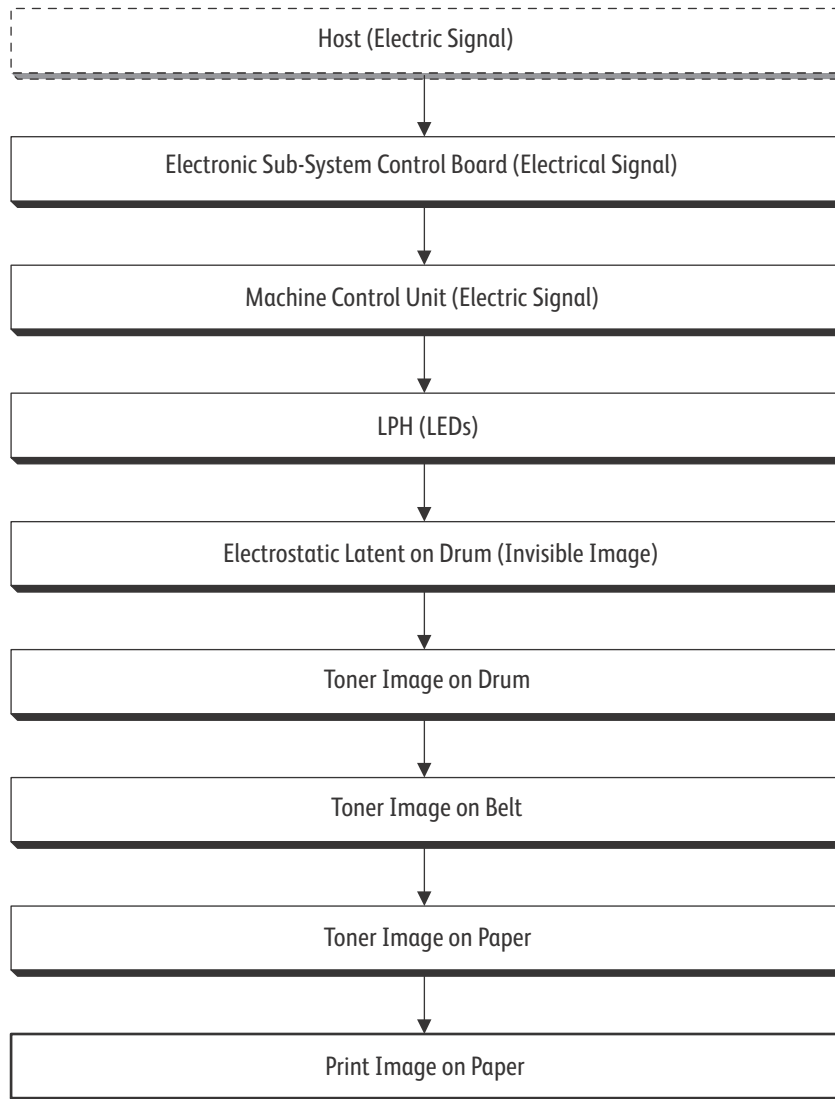 Host (Electric Signal)
Electronic Sub-System Control Board (Electrical Signal)
Machine Control Unit (Electric Signal)
LPH (LEDs)
Electrostatic Latent on Drum (Invisible Image)
Toner Image on Drum
Toner Image on Belt
Toner Image on Paper
Print Image on Paper